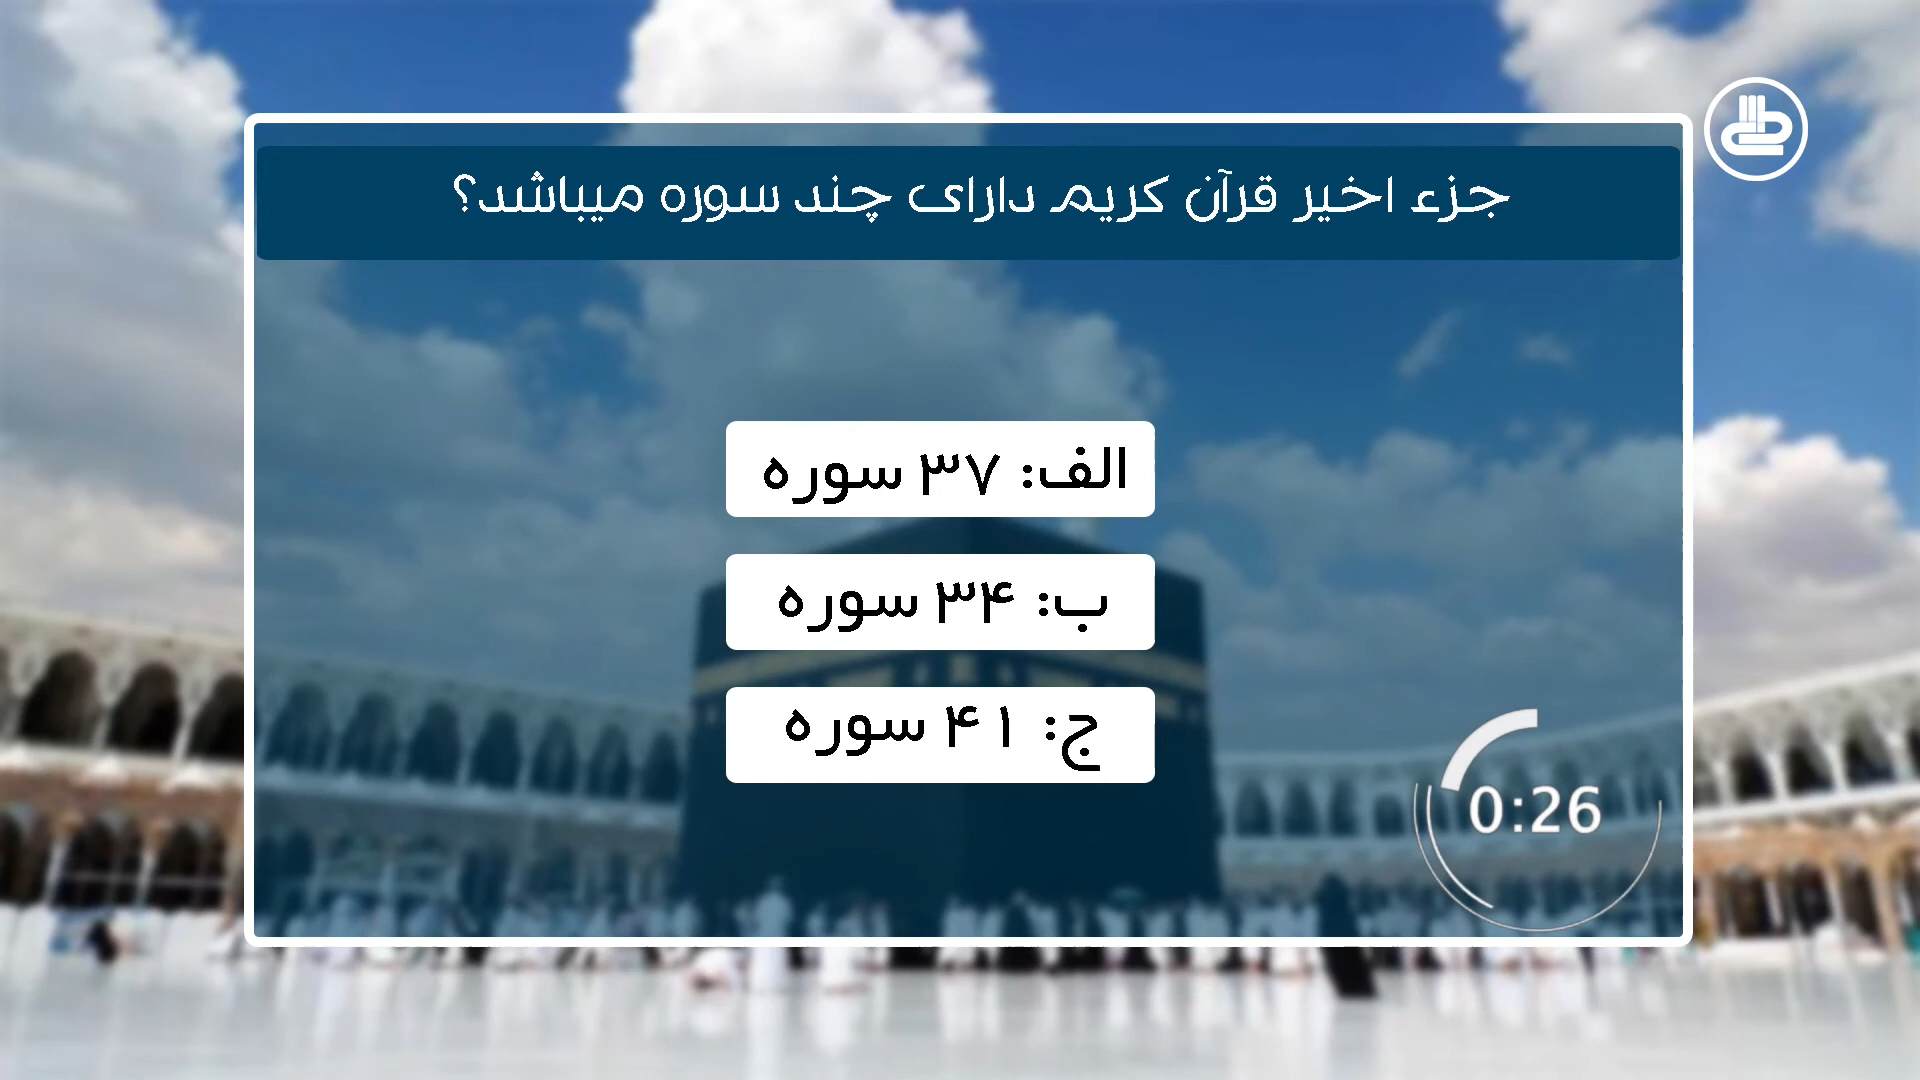 جزء اخیر قرآن کریم دارای چند سوره میباشد؟
الف: ۳۷ سوره
ب: ۳۴ سوره
ج: ۴۱ سوره
0:26